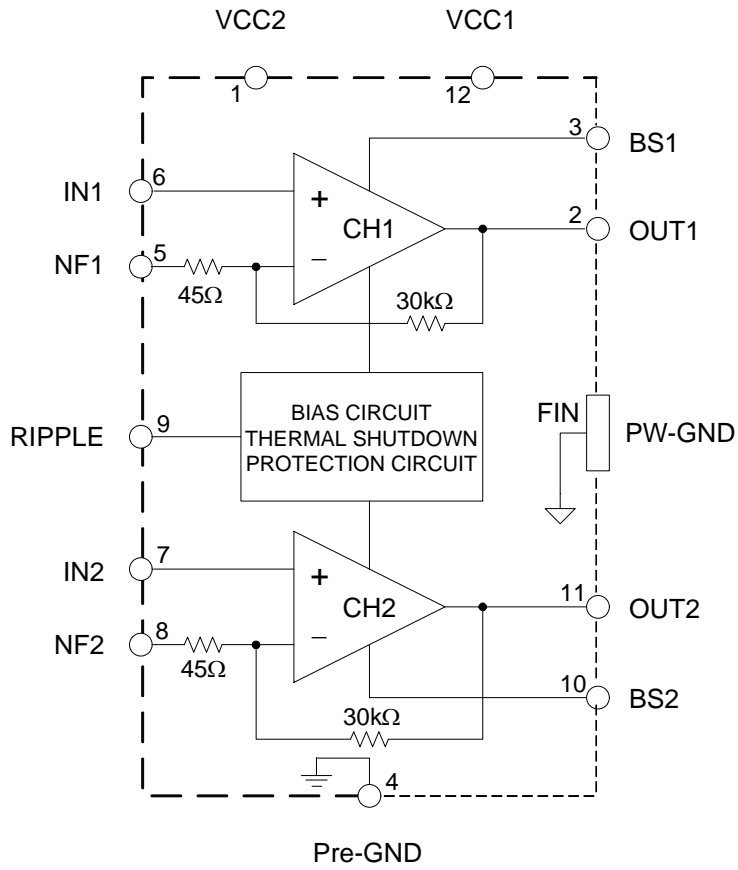 VCC2
VCC1
1
12
3
BS1
6
IN1
+
CH1
2
OUT1
5
NF1
−
45Ω
30kΩ
BIAS CIRCUIT
THERMAL SHUTDOWN
PROTECTION CIRCUIT
FIN
PW-GND
9
RIPPLE
7
IN2
+
CH2
11
OUT2
8
NF2
−
45Ω
10
BS2
30kΩ
4
Pre-GND